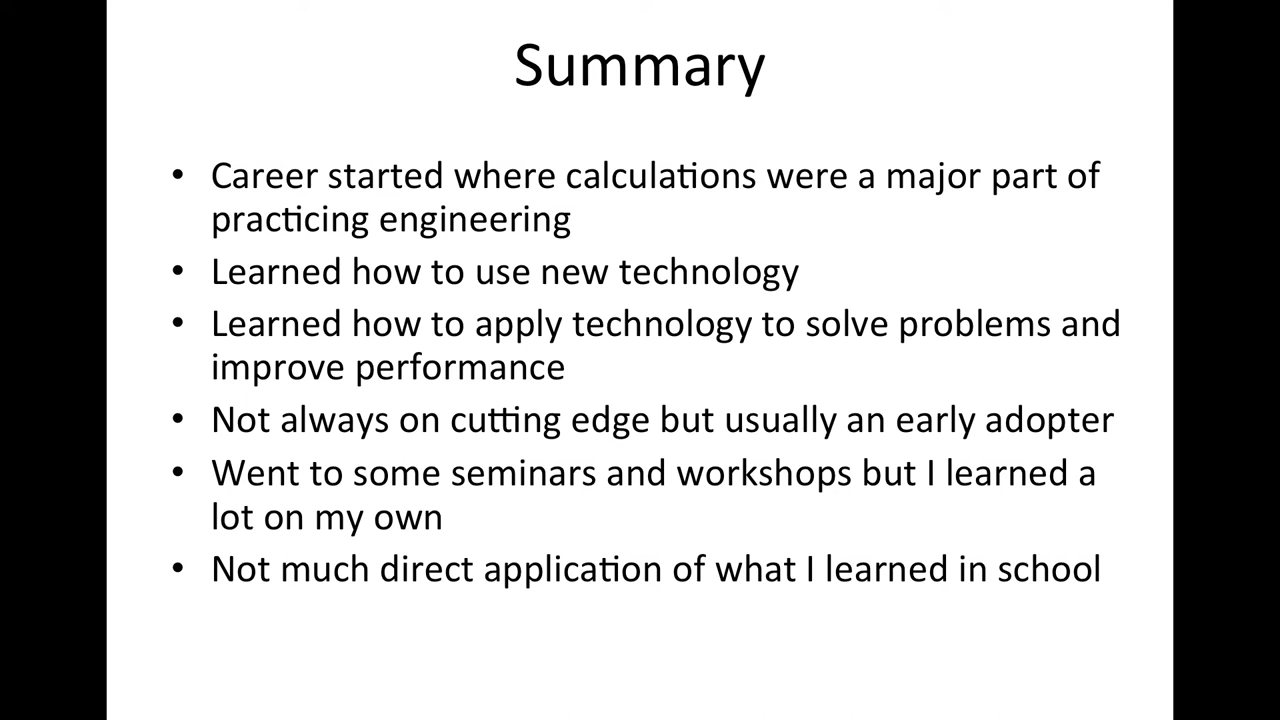 Summary
• Career started where calculations were a major part of
practicing engineering
• Learned how to use new technology
• Learned how to apply technology to solve problems and
improve performance
• Not always on cutting edge but usually an early adopter
• Went to some seminars and workshops but I learned a
lot on my own
• Not much direct application of what I learned in school